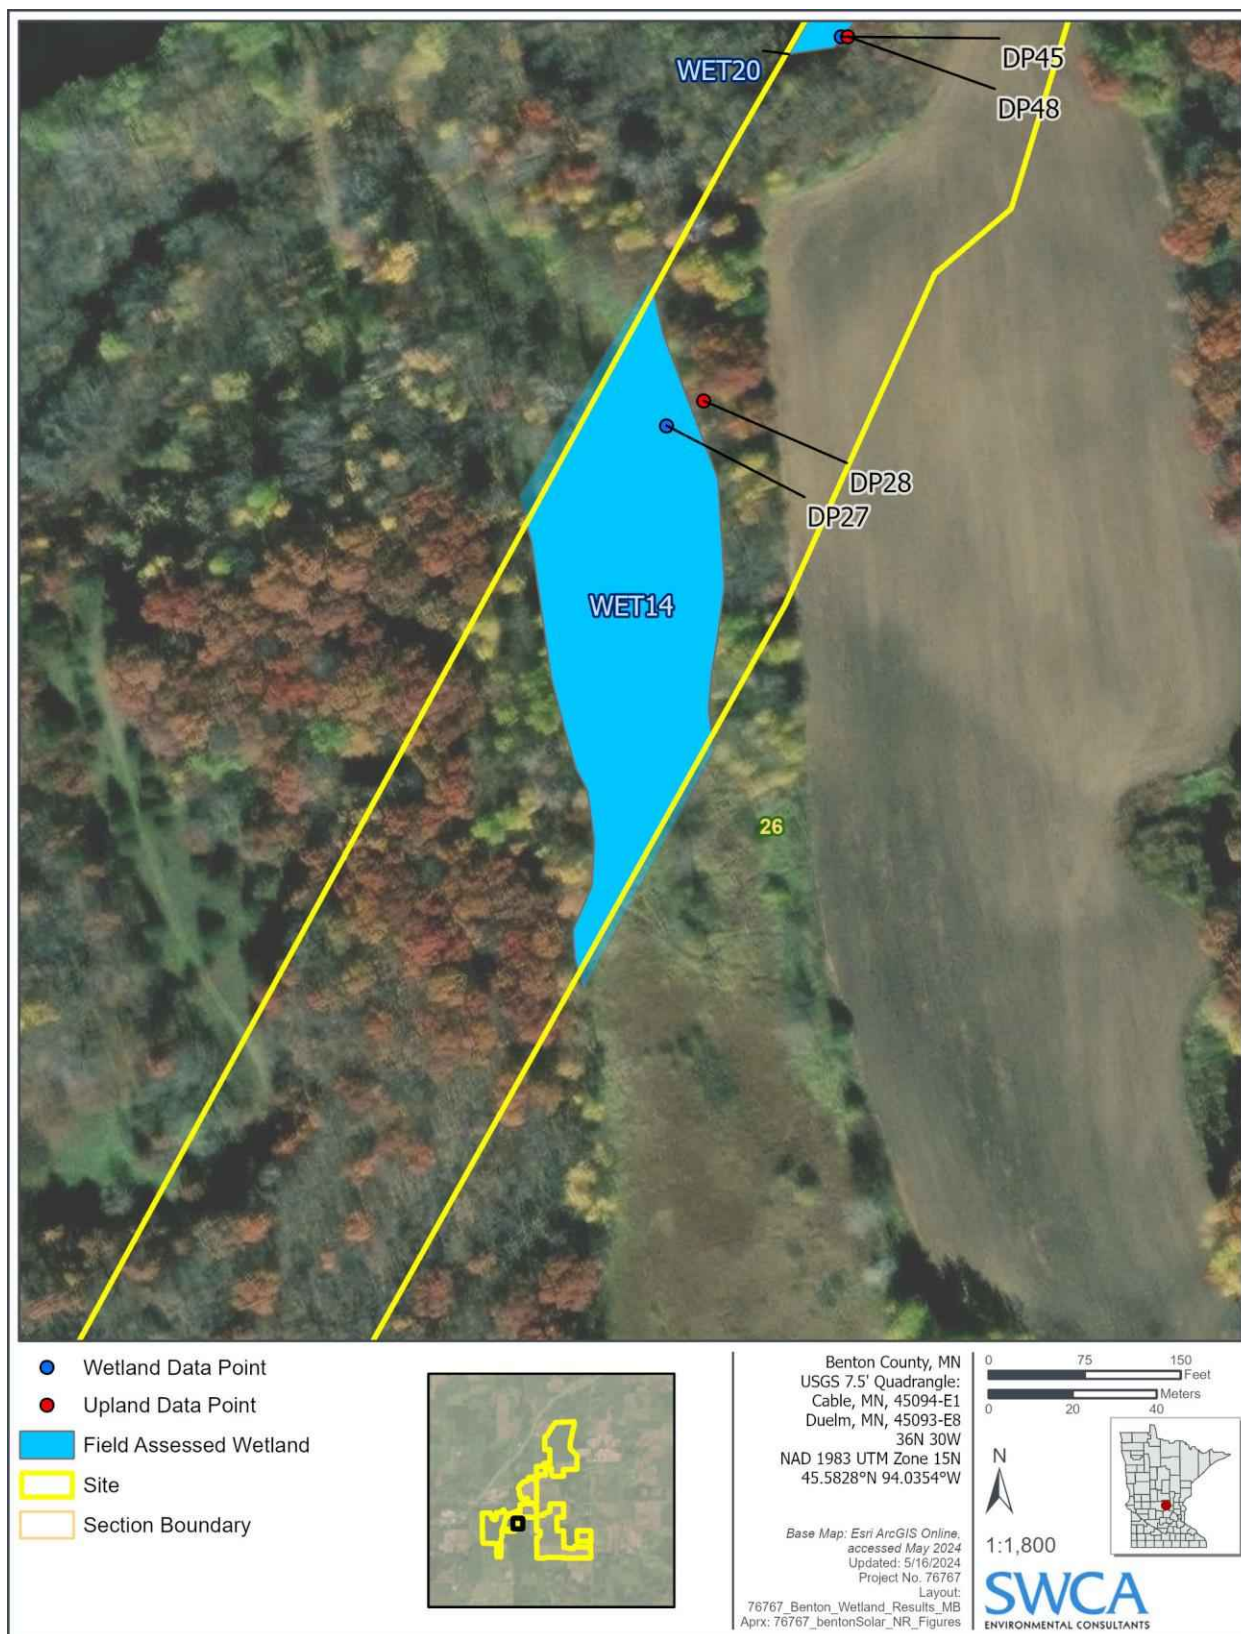 WET20
DP45
DP48
DP28
DP27
WET14
26
Wetland Data Point
Upland Data Point
Field Assessed Wetland
Site
Section Boundary
Benton County, MN
USGS 7.5' Quadrangle:
Cable, MN, 45094-E1
Duelm, MN, 45093-E8
36N 30W
NAD 1983 UTM Zone 15N
45.5828°N 94.0354°W
Base Map: Esri ArcGIS Online,
accessed May 2024
Updated: 5/16/2024
Project No. 76767
Layout:
76767_Benton_Wetland_Results_MB
Aprx: 76767_bentonSolar_NR_Figures
0 75 150
Feet
Meters
0 20 40
N
1:1,800
SWCA
ENVIRONMENTAL CONSULTANTS